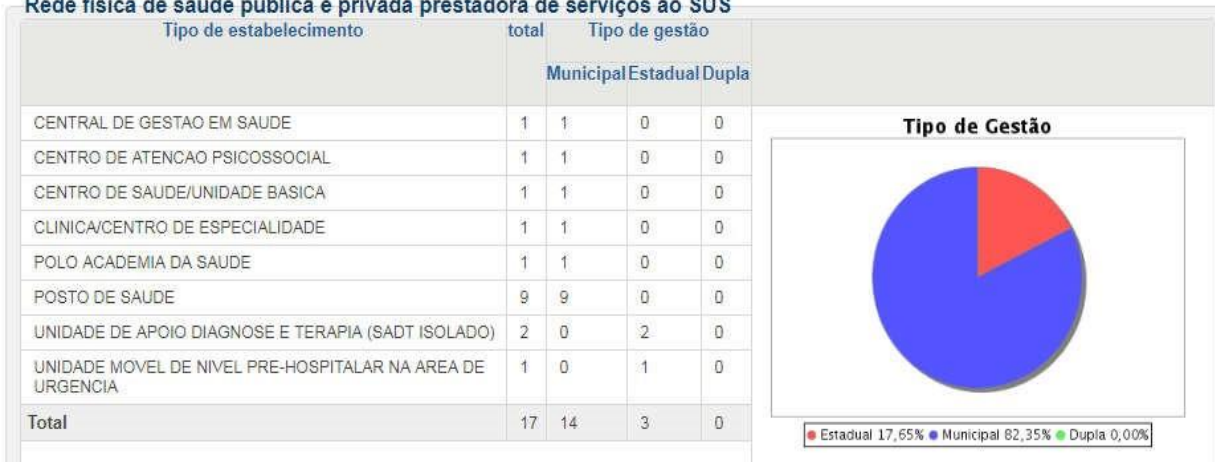 Rede física de saúde pública e privada prestadora de serviços ao SUS
Tipo de estabelecimento total Tipo de gestão
Municipal Estadual Dupla
CENTRAL DE GESTAO EM SAUDE 1 1 0 0
CENTRO DE ATENCAO PSICOSSOCIAL 1 1 0 0
CENTRO DE SAUDE/UNIDADE BASICA 1 1 0 0
CLINICA/CENTRO DE ESPECIALIDADE 1 1 0 0
POLO ACADEMIA DA SAUDE 1 1 0 0
POSTO DE SAUDE 9 9 0 0
UNIDADE DE APOIO DIAGNOSE E TERAPIA (SADT ISOLADO) 2 0 2 0
UNIDADE MOVEL DE NIVEL PRE-HOSPITALAR NA AREA DE
URGENCIA 1 0 1 0
Total 17 14 3 0
Tipo de Gestão
Estadual 17,65% Municipal 82,35% Dupla 0,00%